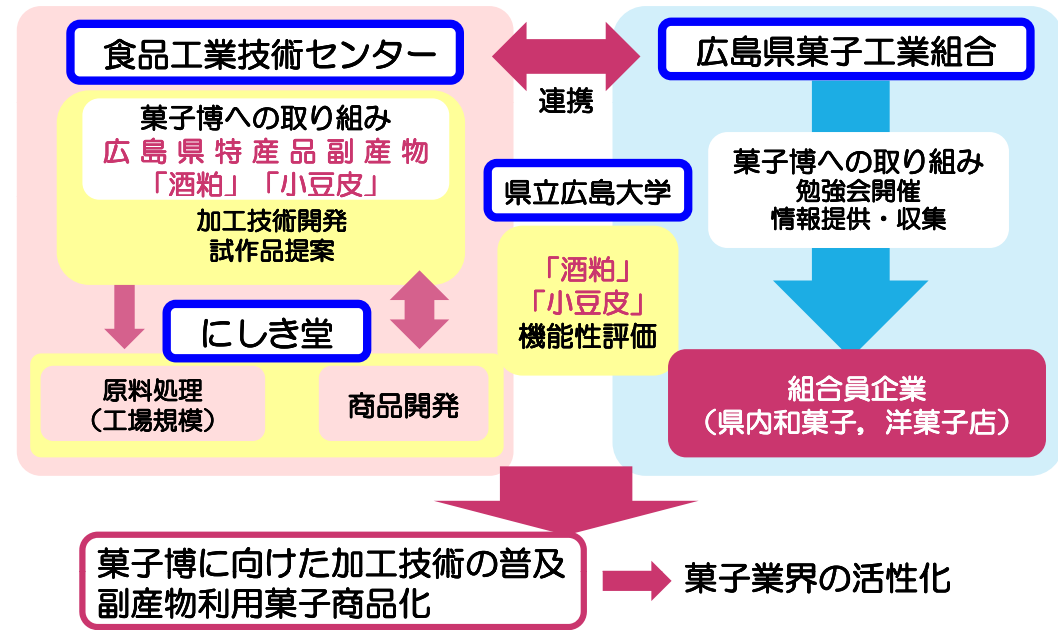 食品工業技術センター
菓子博への取り組み
広島県特産品副産物
「酒粕」「小豆皮」
加工技術開発
試作品提案
にしき堂
原料処理
(工場規模)
商品開発
連携
県立広島大学
「酒粕」
「小豆皮」
機能性評価
広島県菓子工業組合
菓子博への取り組み
勉強会開催
情報提供・収集
組合員企業
(県内和菓子,洋菓子店)
菓子博に向けた加工技術の普及
副産物利用菓子商品化
菓子業界の活性化